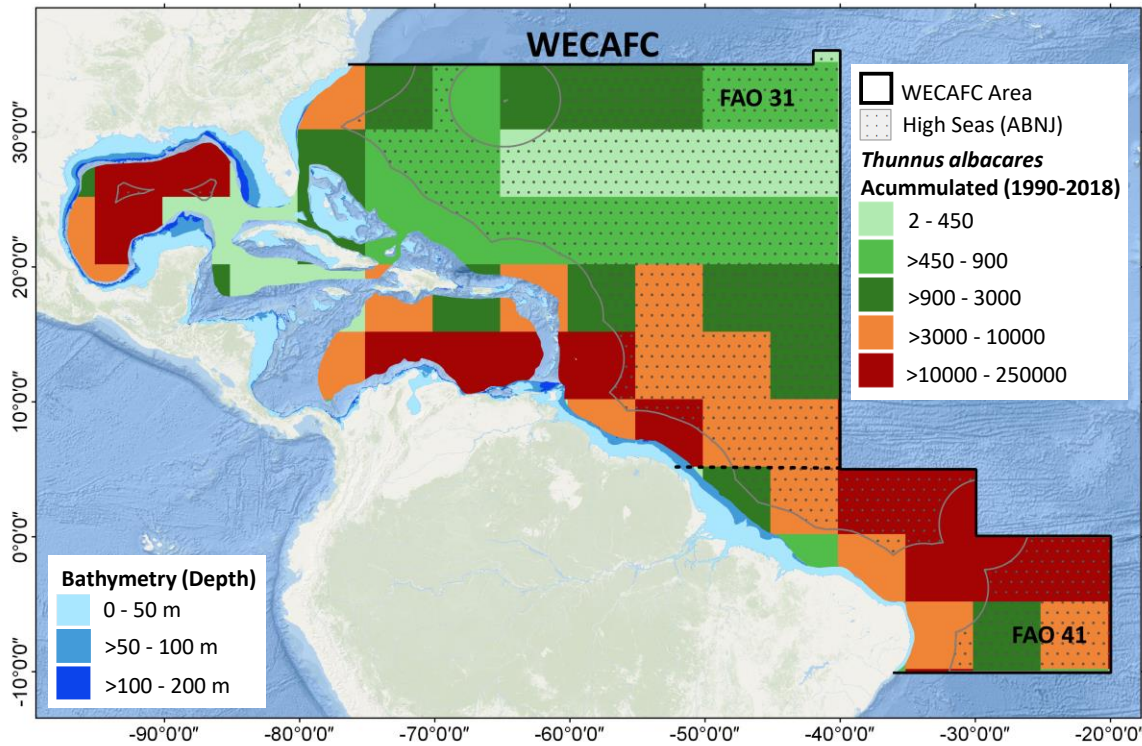 WECAFC
FAO 31
WECAFC Area
High Seas (ABNJ)
Thunnus albacares
Acummulated (1990-2018)
2 - 450
>450 - 900
>900 - 3000
>3000 - 10000
>10000 - 250000
30°0'0"
20°0'0"
10°0'0"
0°0'0"
-10°0'0"
Bathymetry (Depth)
0 - 50 m
>50 - 100 m
>100 - 200 m
FAO 41
-90°0'0" -80°0'0" -70°0'0" -60°0'0" -50°0'0" -40°0'0" -30°0'0" -20°0'0"